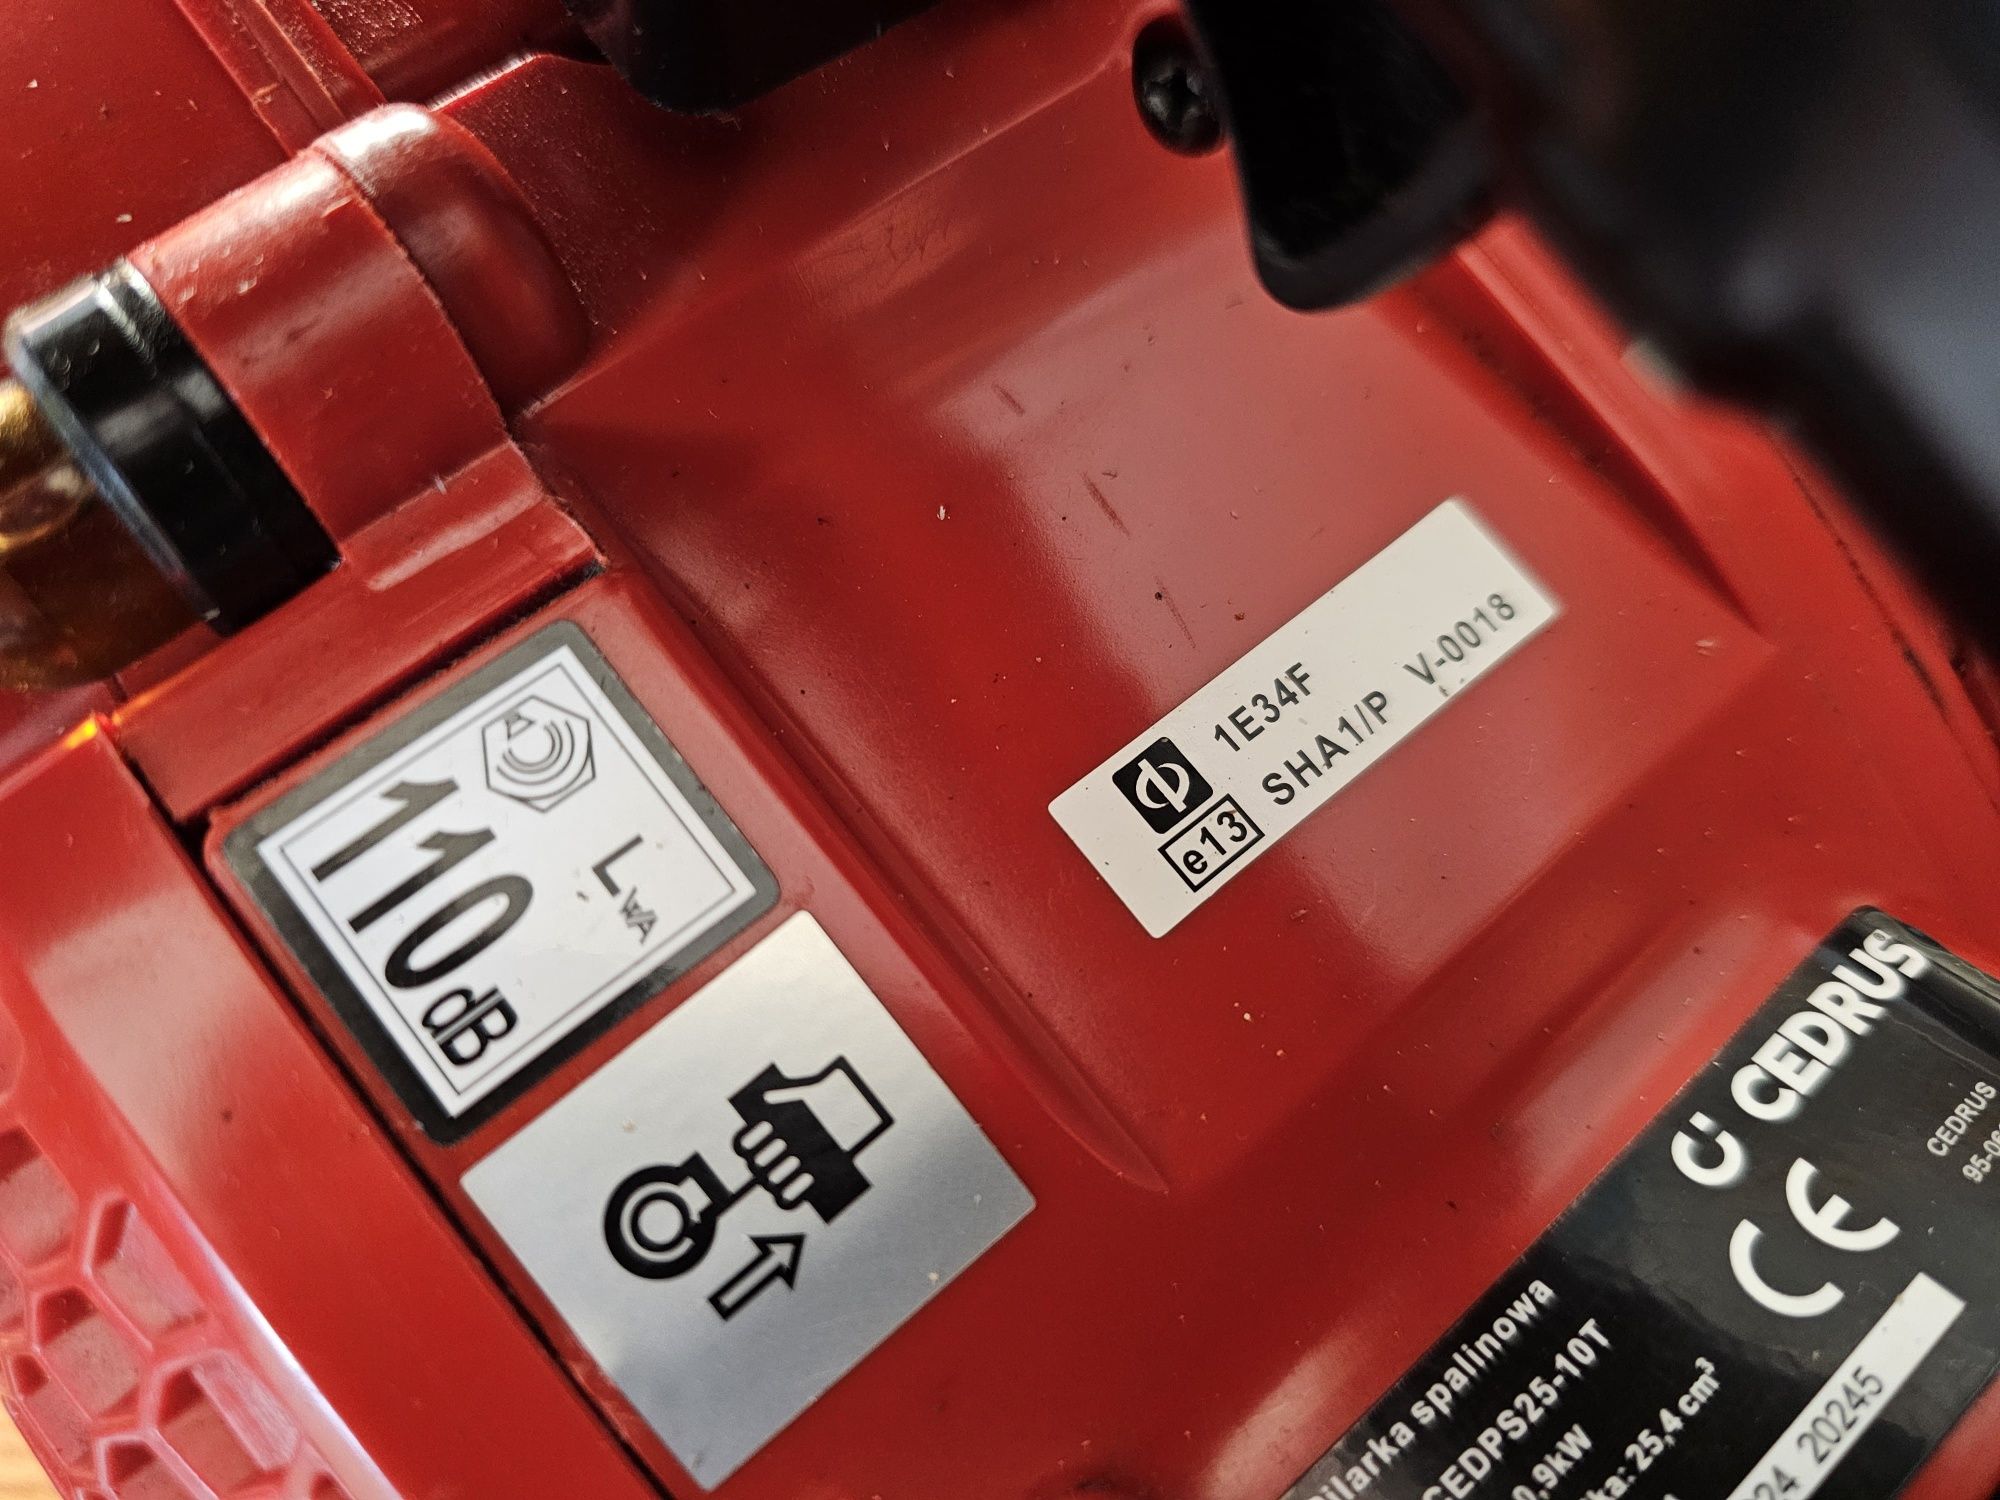 110 dB
LWA
1E34F
e13
SHA1/P V-0018
CEDRUS
CE
CEDRUS
spalinowa
CEDPS25-10T
0,9kW
25,4 cm³
24 20245